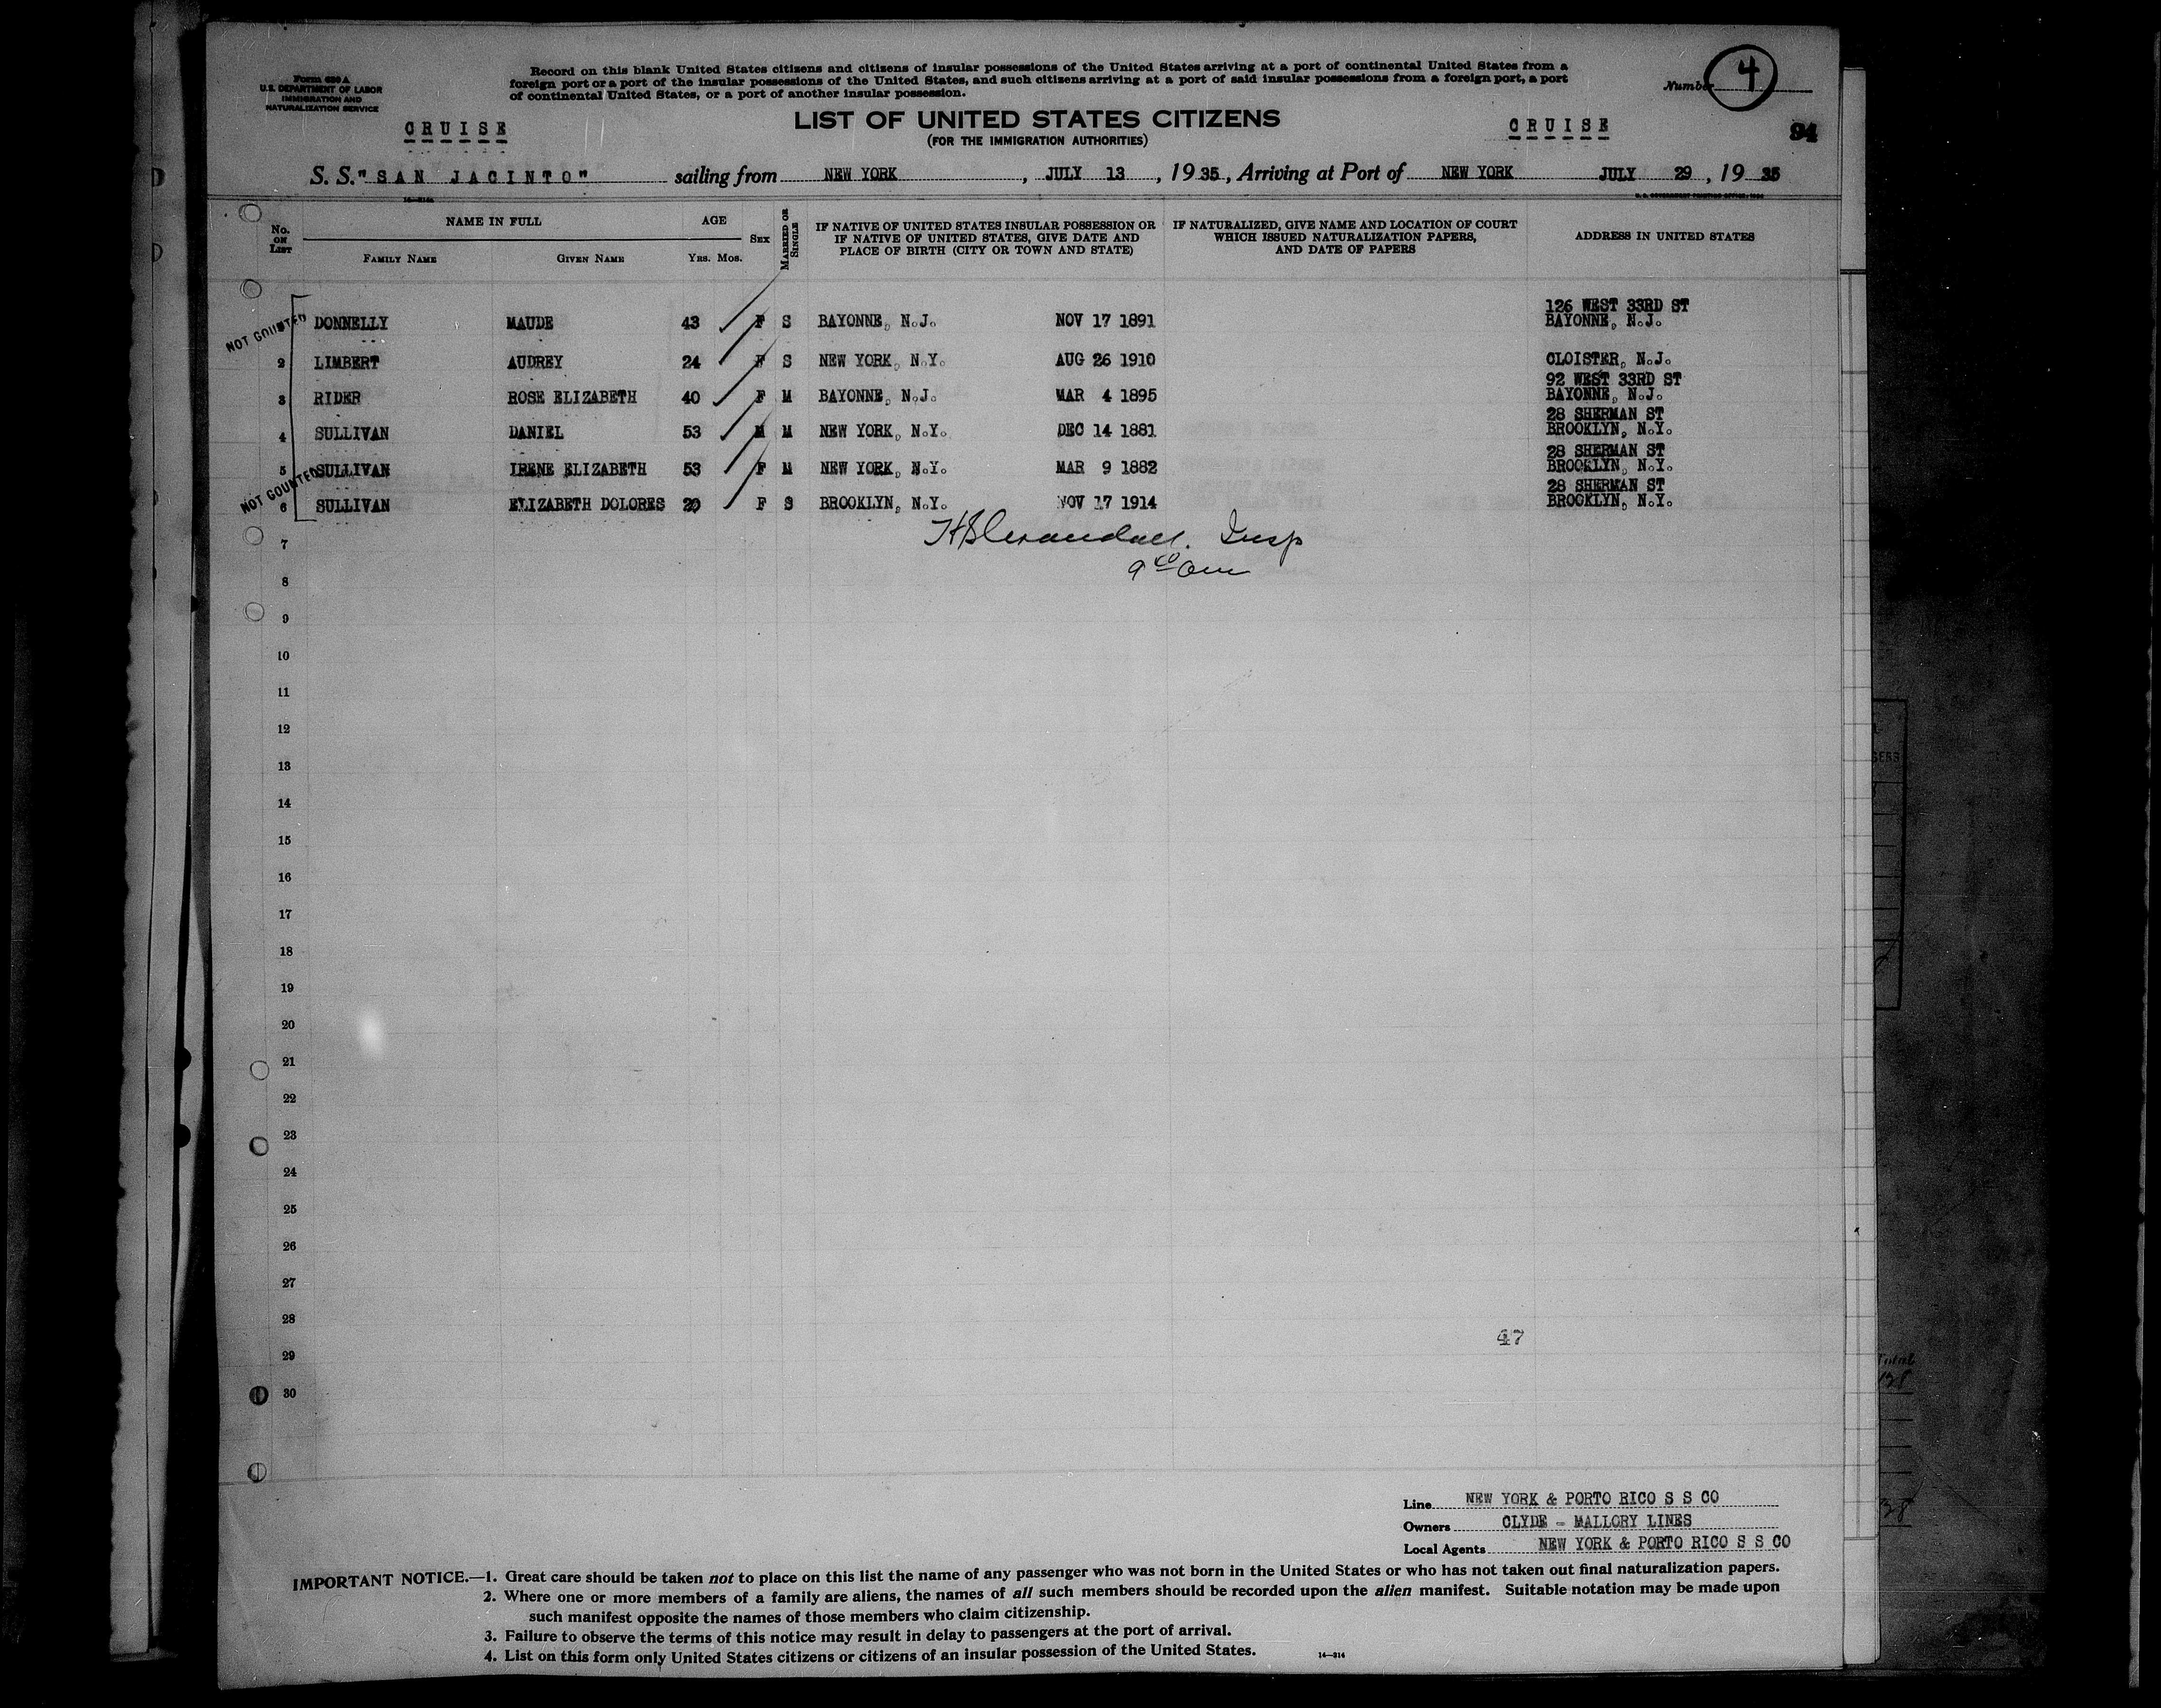 Form 630 A
U.S. DEPARTMENT OF LABOR
IMMIGRATION AND
NATURALIZATION SERVICE
Record on this blank United States citizens and citizens of insular possessions of the United States arriving at a port of continental United States from a
foreign port or a port of the insular possessions of the United States, and such citizens arriving at a port of said insular possessions from a foreign port, a port
of continental United States, or a port of another insular possession.
Number 4
CRUISE
LIST OF UNITED STATES CITIZENS
(FOR THE IMMIGRATION AUTHORITIES)
CRUISE
94
S. S. "SAN JACINTO" sailing from NEW YORK, JULY 13, 1935, Arriving at Port of NEW YORK JULY 29, 1935
No. ON LIST NAME IN FULL AGE SEX MARRIED OR SINGLE IF NATIVE OF UNITED STATES INSULAR POSSESSION OR IF NATIVE OF UNITED STATES, GIVE DATE AND PLACE OF BIRTH (CITY OR TOWN AND STATE) IF NATURALIZED, GIVE NAME AND LOCATION OF COURT WHICH ISSUED NATURALIZATION PAPERS, AND DATE OF PAPERS ADDRESS IN UNITED STATES
FAMILY NAME GIVEN NAME YRS. MOS.
NOT COUNTED
126 WEST 33RD ST
DONNELLY MAUDE 43 F S BAYONNE, N.J. NOV 17 1891 BAYONNE, N.J.
2 LIMBERT AUDREY 24 F S NEW YORK, N.Y. AUG 26 1910 CLOISTER, N.J.
92 WEST 33RD ST
3 RIDER ROSE ELIZABETH 40 F M BAYONNE, N.J. MAR 4 1895 BAYONNE, N.J.
28 SHERMAN ST
4 SULLIVAN DANIEL 53 M M NEW YORK, N.Y. DEC 14 1881 BROOKLYN, N.Y.
28 SHERMAN ST
5 SULLIVAN IRENE ELIZABETH 53 F M NEW YORK, N.Y. MAR 9 1882 BROOKLYN, N.Y.
NOT COUNTED
28 SHERMAN ST
6 SULLIVAN ELIZABETH DOLORES 20 F S BROOKLYN, N.Y. NOV 17 1914 BROOKLYN, N.Y.
Insp
7
8
9
10
11
12
13
14
15
16
17
18
19
20
21
22
23
24
25
26
27
28
47
29
30
Line NEW YORK & PORTO RICO S S CO
Owners CLYDE - MALLORY LINES
Local Agents NEW YORK & PORTO RICO S S CO
IMPORTANT NOTICE.—1. Great care should be taken not to place on this list the name of any passenger who was not born in the United States or who has not taken out final naturalization papers.
2. Where one or more members of a family are aliens, the names of all such members should be recorded upon the alien manifest. Suitable notation may be made upon
such manifest opposite the names of those members who claim citizenship.
3. Failure to observe the terms of this notice may result in delay to passengers at the port of arrival.
4. List on this form only United States citizens or citizens of an insular possession of the United States.
14—314
Total